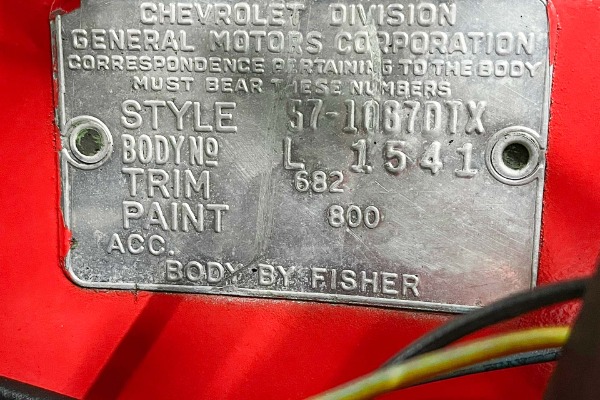 CHEVROLET DIVISION
GENERAL MOTORS CORPORATION
CORRESPONDENCE PERTAINING TO THE BODY
MUST BEAR THESE NUMBERS
STYLE 57-1067DTX
BODY Nº L 1541
TRIM 682
PAINT 800
ACC.
BODY BY FISHER